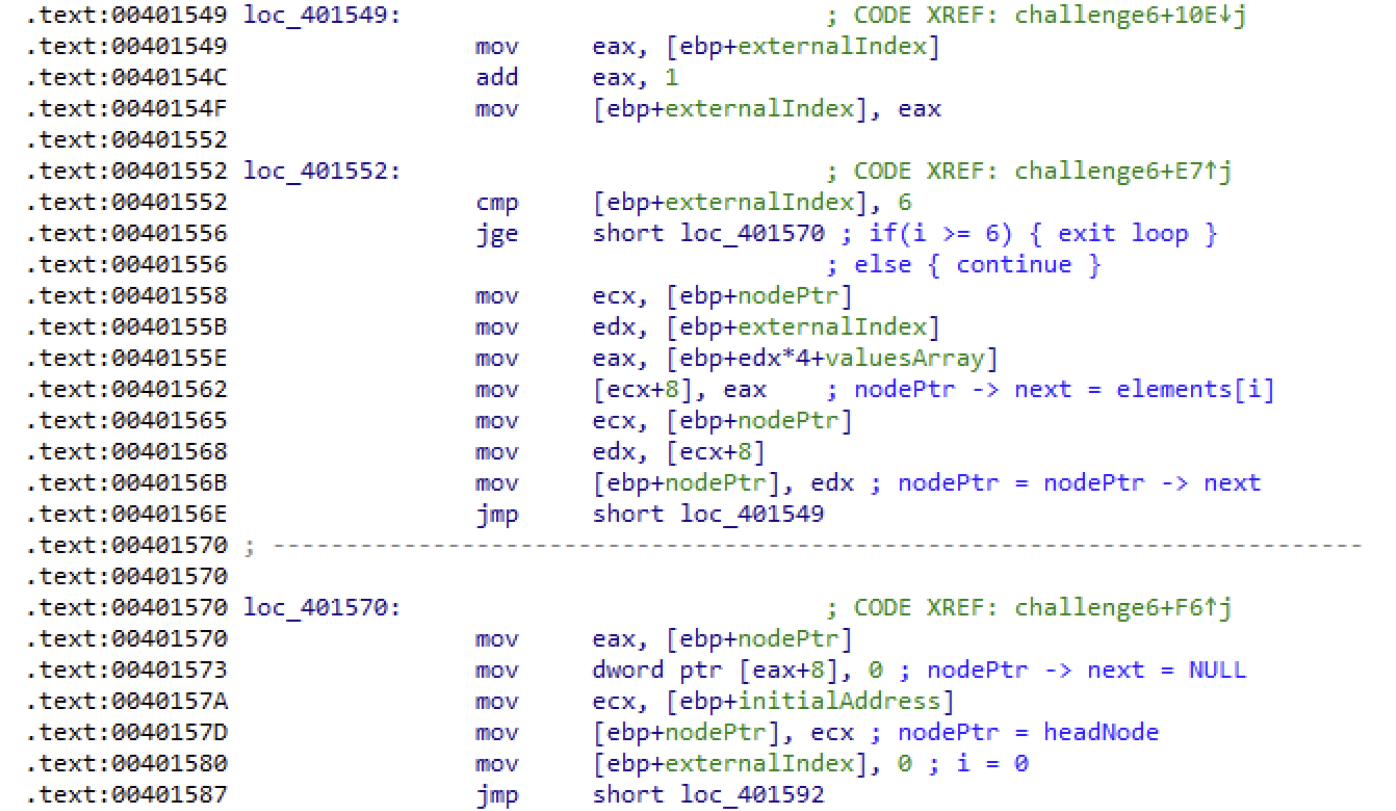 .text:00401549 loc_401549: ; CODE XREF: challenge6+10E↓j
.text:00401549 mov eax, [ebp+externalIndex]
.text:0040154C add eax, 1
.text:0040154F mov [ebp+externalIndex], eax
.text:00401552
.text:00401552 loc_401552: ; CODE XREF: challenge6+E7↑j
.text:00401552 cmp [ebp+externalIndex], 6
.text:00401556 jge short loc_401570 ; if(i >= 6) { exit loop }
.text:00401556 ; else { continue }
.text:00401558 mov ecx, [ebp+nodePtr]
.text:0040155B mov edx, [ebp+externalIndex]
.text:0040155E mov eax, [ebp+edx*4+valuesArray]
.text:00401562 mov [ecx+8], eax ; nodePtr -> next = elements[i]
.text:00401565 mov ecx, [ebp+nodePtr]
.text:00401568 mov edx, [ecx+8]
.text:0040156B mov [ebp+nodePtr], edx ; nodePtr = nodePtr -> next
.text:0040156E jmp short loc_401549
.text:00401570 ; ---------------------------------------------------------------------------
.text:00401570
.text:00401570 loc_401570: ; CODE XREF: challenge6+F6↑j
.text:00401570 mov eax, [ebp+nodePtr]
.text:00401573 mov dword ptr [eax+8], 0 ; nodePtr -> next = NULL
.text:0040157A mov ecx, [ebp+initialAddress]
.text:0040157D mov [ebp+nodePtr], ecx ; nodePtr = headNode
.text:00401580 mov [ebp+externalIndex], 0 ; i = 0
.text:00401587 jmp short loc_401592